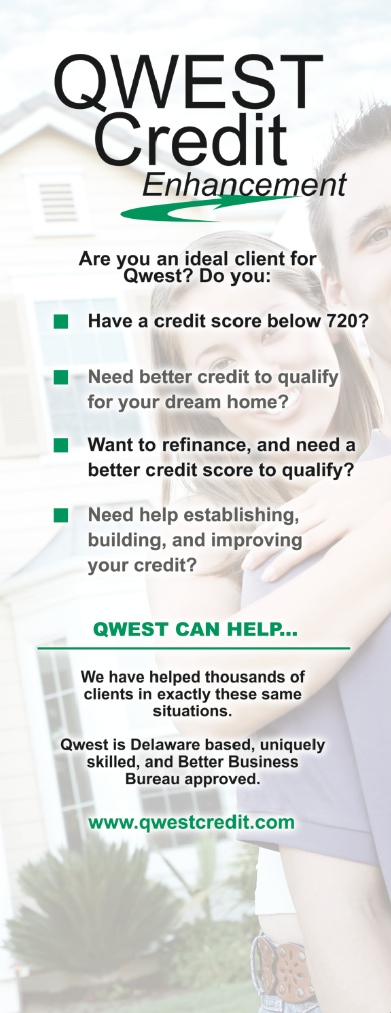 QWEST
Credit
Enhancement
Are you an ideal client for
Qwest? Do you:
Have a credit score below 720?
Need better credit to qualify
for your dream home?
Want to refinance, and need a
better credit score to qualify?
Need help establishing,
building, and improving
your credit?
QWEST CAN HELP...
We have helped thousands of
clients in exactly these same
situations.
Qwest is Delaware based, uniquely
skilled, and Better Business
Bureau approved.
www.qwestcredit.com